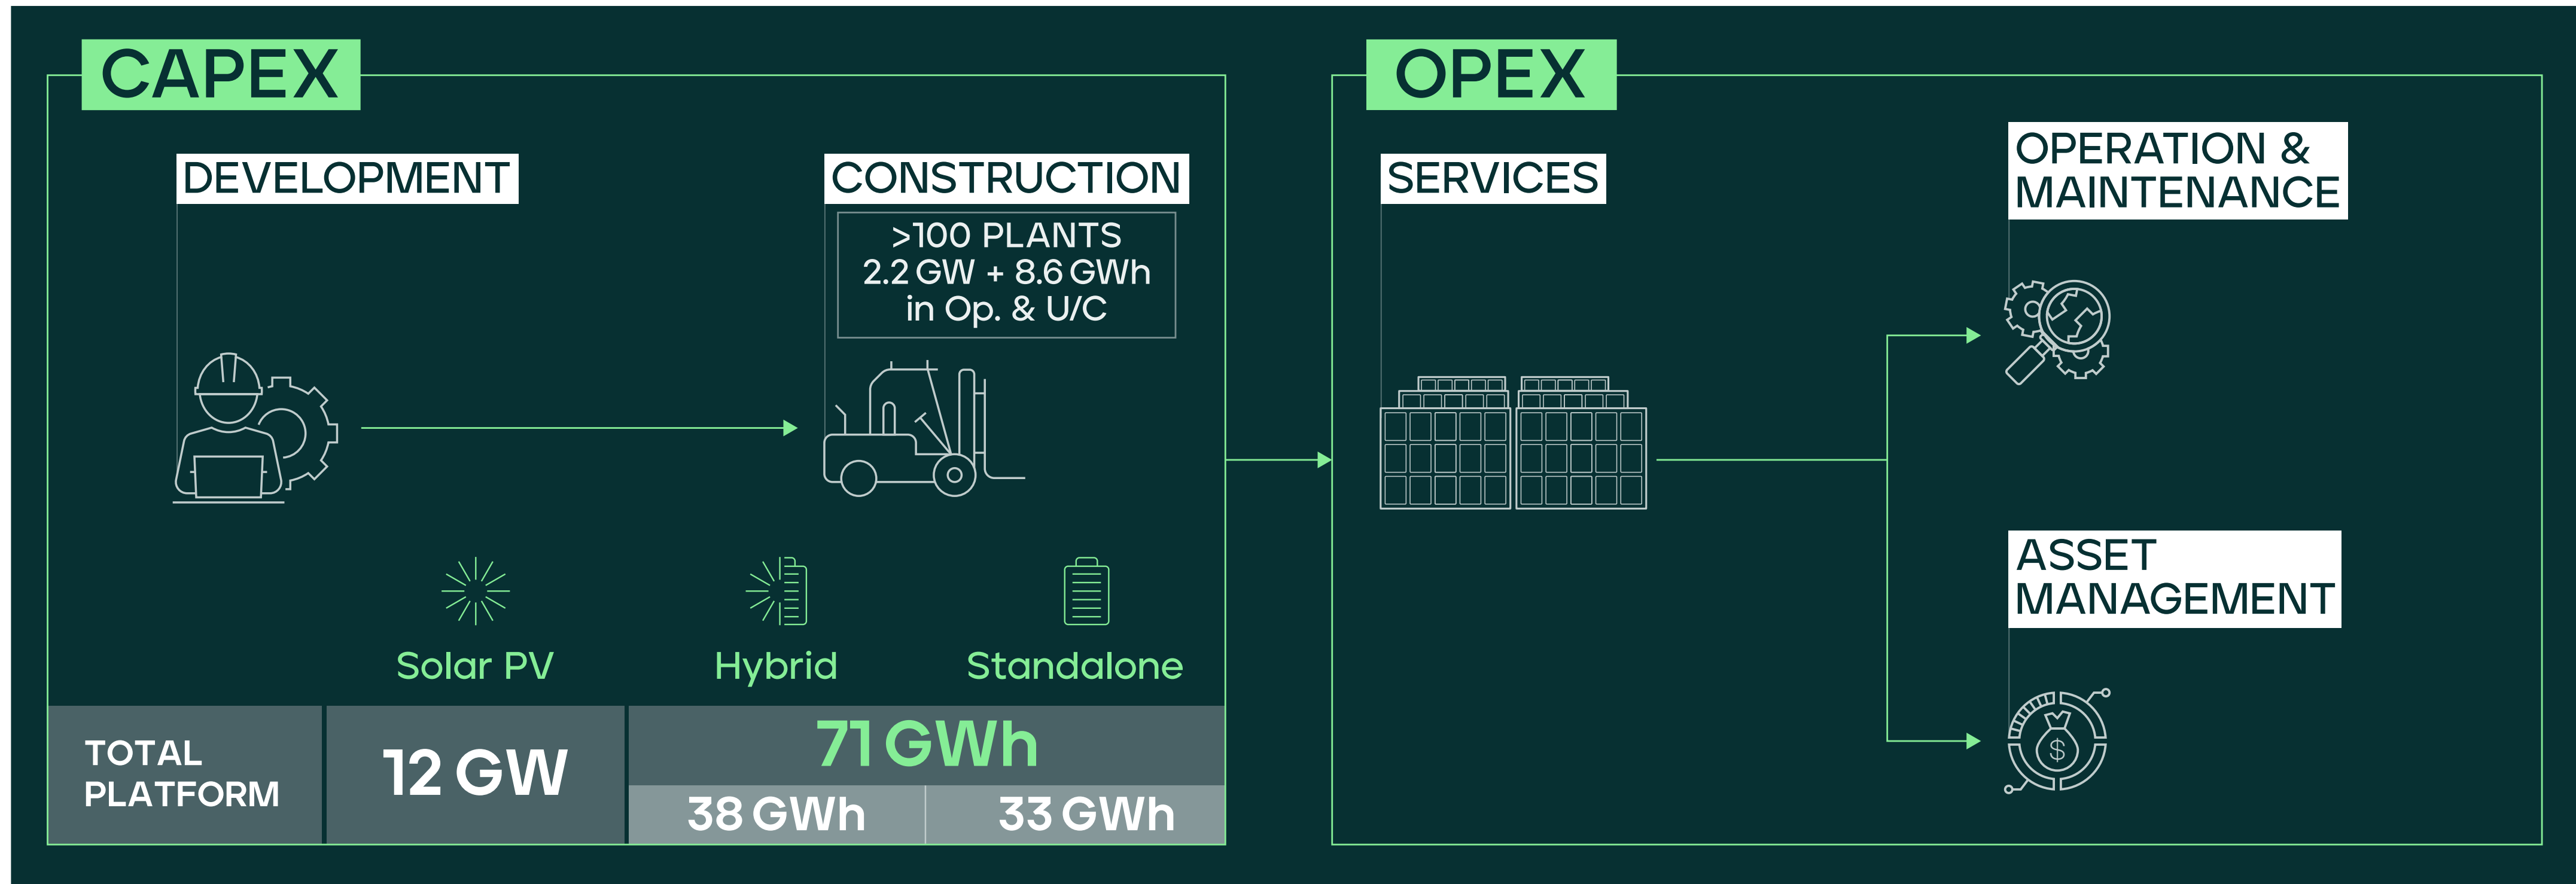 CAPEX
DEVELOPMENT
CONSTRUCTION
>100 PLANTS
2.2 GW + 8.6 GWh
in Op. & U/C
Solar PV
Hybrid
Standalone
TOTAL
PLATFORM
12 GW
71 GWh
38 GWh
33 GWh
OPEX
SERVICES
OPERATION &
MAINTENANCE
ASSET
MANAGEMENT
$